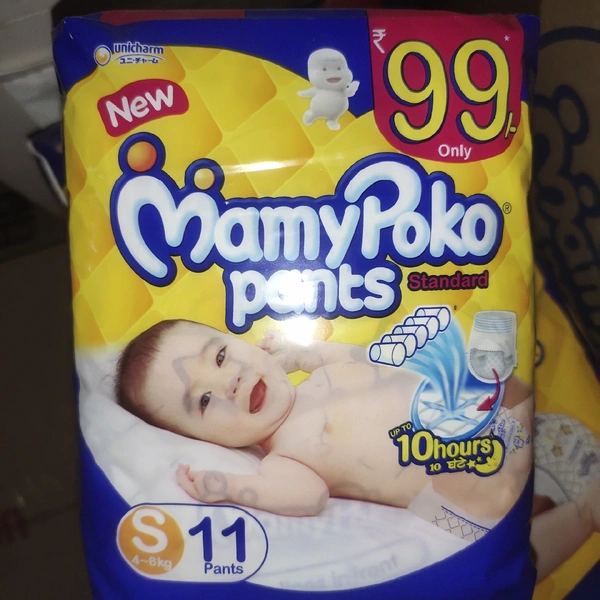 unicharm
ユニ・チャーム
₹99/-*
Only
New
MamyPoko®
pants
Standard
UP TO
10hours
10 घंटे
S
4~8kg
11
Pants